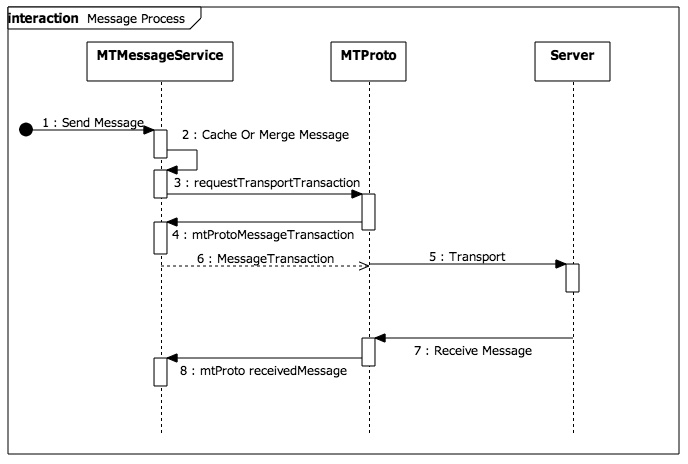 interaction Message Process
MTMessageService MTProto Server
1 : Send Message
2 : Cache Or Merge Message
3 : requestTransportTransaction
4 : mtProtoMessageTransaction
6 : MessageTransaction
5 : Transport
7 : Receive Message
8 : mtProto receivedMessage